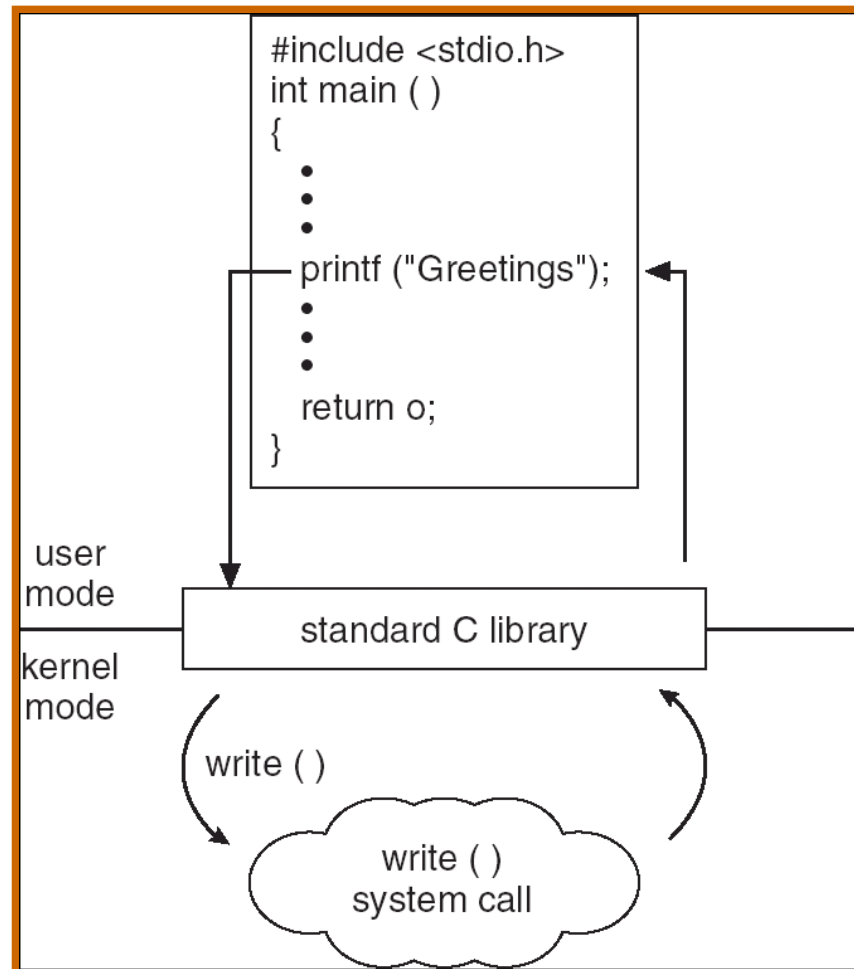 #include <stdio.h>
int main ( )
{
•
•
•
printf ("Greetings");
•
•
•
return o;
}
user
mode
standard C library
kernel
mode
write ( )
write ( )
system call